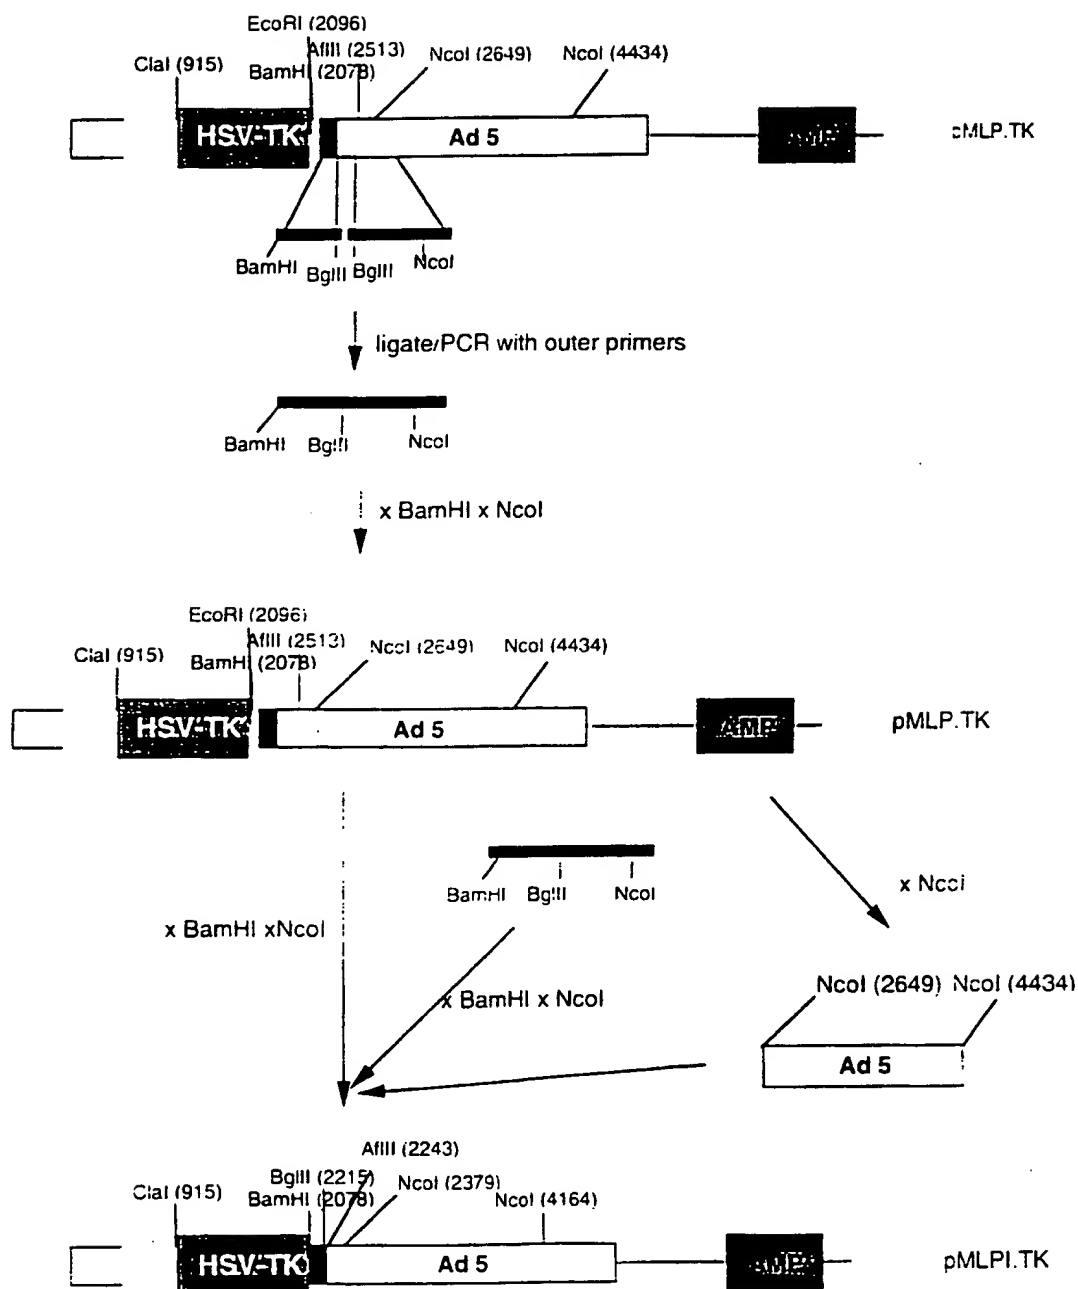 EcoRI (2096)
AflII (2513)
ClaI (915)
BamHI (2078)
NcoI (2649)
NcoI (4434)
HSV-TK
Ad 5
AMP
pMLP.TK
BamHI
BglII
BglII
NcoI
ligate/PCR with outer primers
BamHI
BglII
NcoI
x BamHI x NcoI
EcoRI (2096)
AflII (2513)
ClaI (915)
BamHI (2078)
NcoI (2649)
NcoI (4434)
HSV-TK
Ad 5
AMP
pMLP.TK
BamHI
BglII
NcoI
x NcoI
x BamHI xNcoI
x BamHI x NcoI
NcoI (2649) NcoI (4434)
Ad 5
AflII (2243)
BglII (2215)
ClaI (915)
BamHI (2078)
NcoI (2379)
NcoI (4164)
HSV-TK
Ad 5
AMP
pMLPI.TK